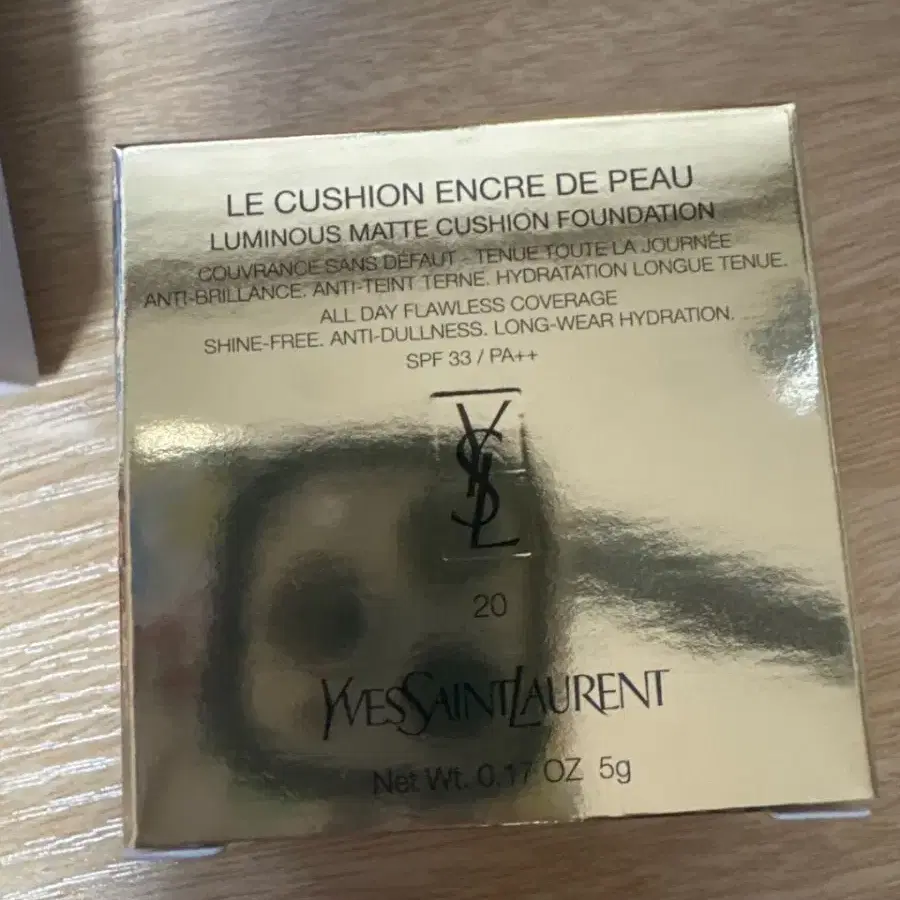 LE CUSHION ENCRE DE PEAU
LUMINOUS MATTE CUSHION FOUNDATION
COUVRANCE SANS DÉFAUT - TENUE TOUTE LA JOURNÉE
ANTI-BRILLANCE. ANTI-TEINT TERNE. HYDRATATION LONGUE TENUE.
ALL DAY FLAWLESS COVERAGE
SHINE-FREE. ANTI-DULLNESS. LONG-WEAR HYDRATION.
SPF 33 / PA++
YSL
20
YVESSAINTLAURENT
Net Wt. 0.17 OZ 5g